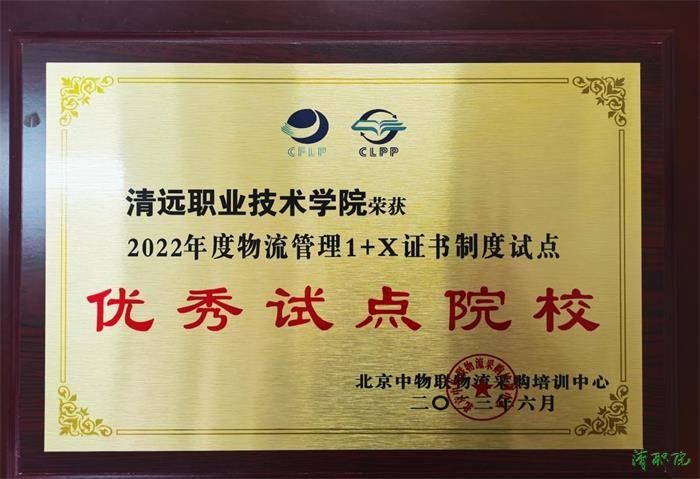 CFLP CLPP
清远职业技术学院荣获
2022年度物流管理1+X证书制度试点
优秀试点院校
北京中物联物流采购培训中心
二〇二三年六月
清职院